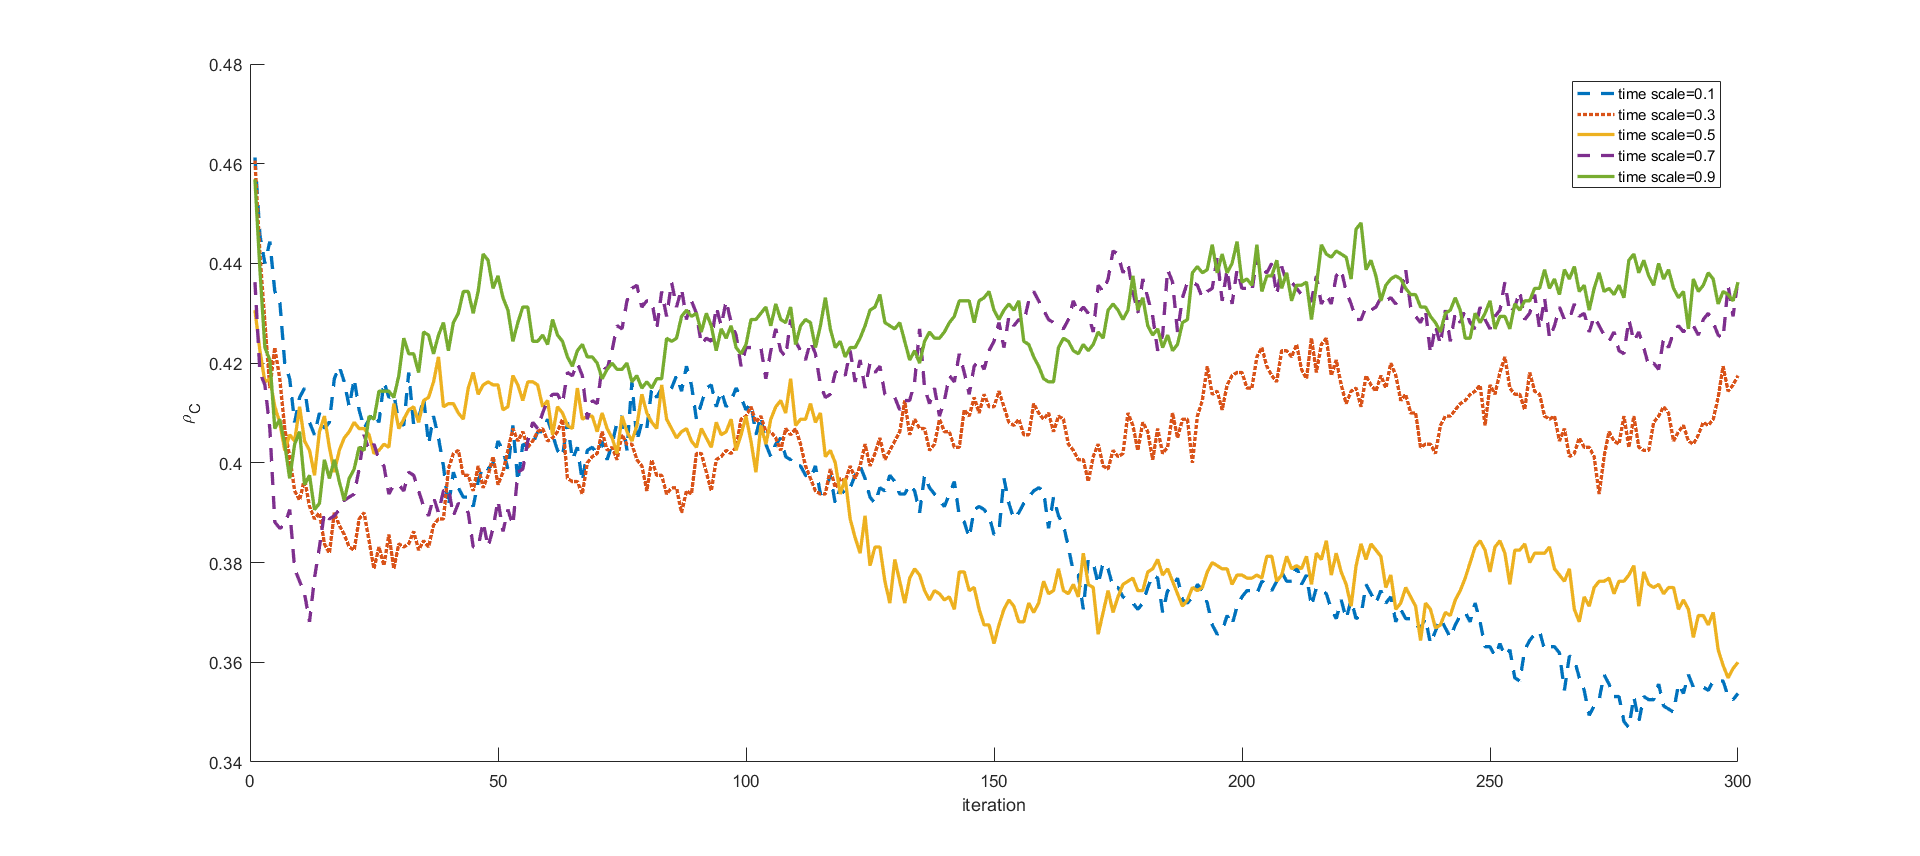 0.48
0.46
0.44
0.42
0.4
0.38
0.36
0.34
ρC
0
50
100
150
200
250
300
iteration
time scale=0.1
time scale=0.3
time scale=0.5
time scale=0.7
time scale=0.9